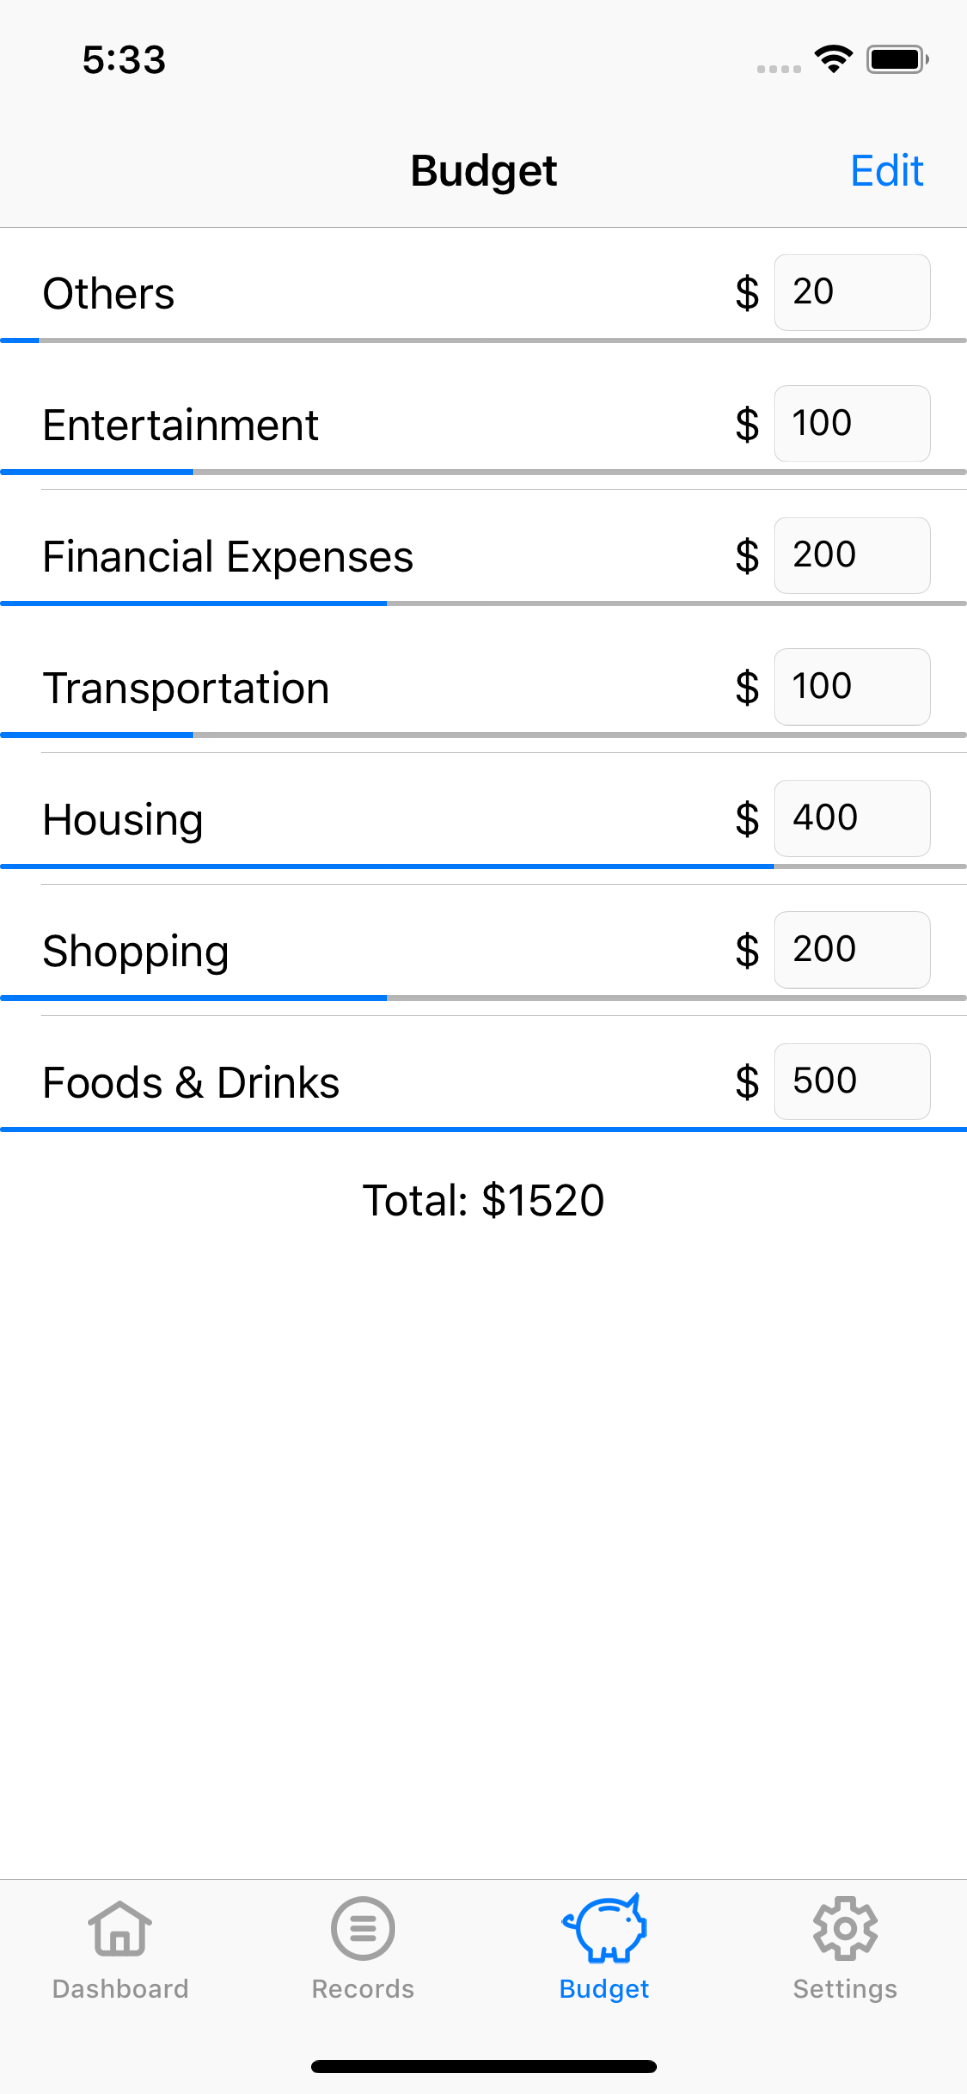 5:33
Budget Edit
Others $ 20
Entertainment $ 100
Financial Expenses $ 200
Transportation $ 100
Housing $ 400
Shopping $ 200
Foods & Drinks $ 500
Total: $1520
Dashboard Records Budget Settings